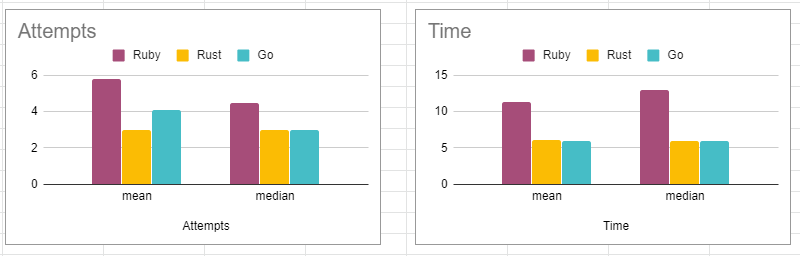 Attempts
Ruby Rust Go
6
4
2
0
mean median
Attempts
Time
Ruby Rust Go
15
10
5
0
mean median
Time